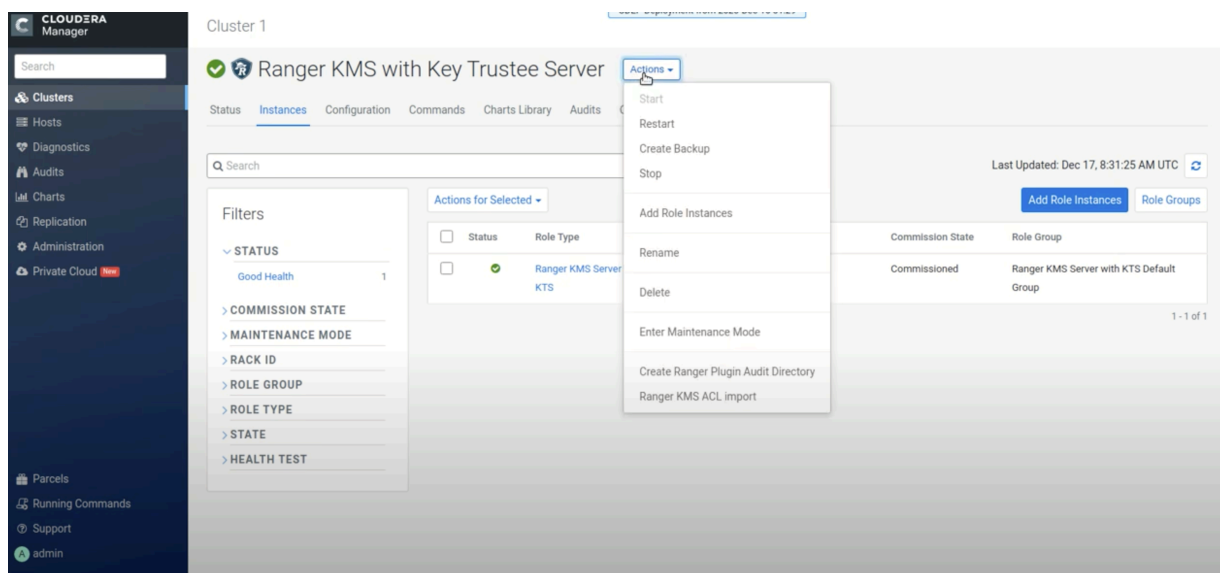 CLOUDERA
Manager
Search
Clusters
Hosts
Diagnostics
Audits
Charts
Replication
Administration
Private Cloud New
Parcels
Running Commands
Support
A admin
Cluster 1
Ranger KMS with Key Trustee Server
Actions
Status Instances Configuration Commands Charts Library Audits
Search
Last Updated: Dec 17, 8:31:25 AM UTC
Filters
STATUS
Good Health 1
COMMISSION STATE
MAINTENANCE MODE
RACK ID
ROLE GROUP
ROLE TYPE
STATE
HEALTH TEST
Actions for Selected
Add Role Instances Role Groups
Status Role Type Commission State Role Group
Ranger KMS Server Commissioned Ranger KMS Server with KTS Default
KTS Group
1 - 1 of 1
Start
Restart
Create Backup
Stop
Add Role Instances
Rename
Delete
Enter Maintenance Mode
Create Ranger Plugin Audit Directory
Ranger KMS ACL import